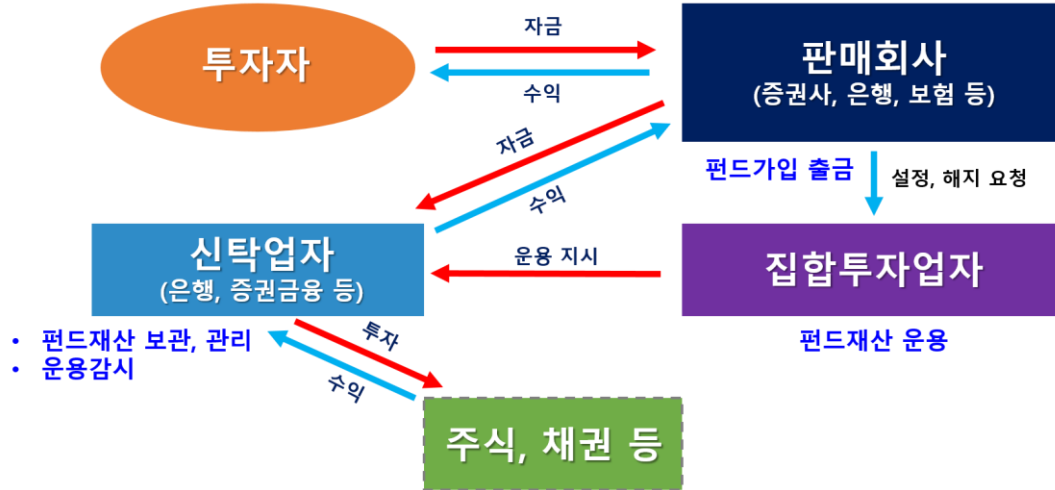 투자자
자금
수익
판매회사
(증권사, 은행, 보험 등)
자금
수익
펀드가입 출금
설정, 해지 요청
신탁업자
(은행, 증권금융 등)
운용 지시
집합투자업자
• 펀드재산 보관, 관리
• 운용감시
투자
수익
펀드재산 운용
주식, 채권 등